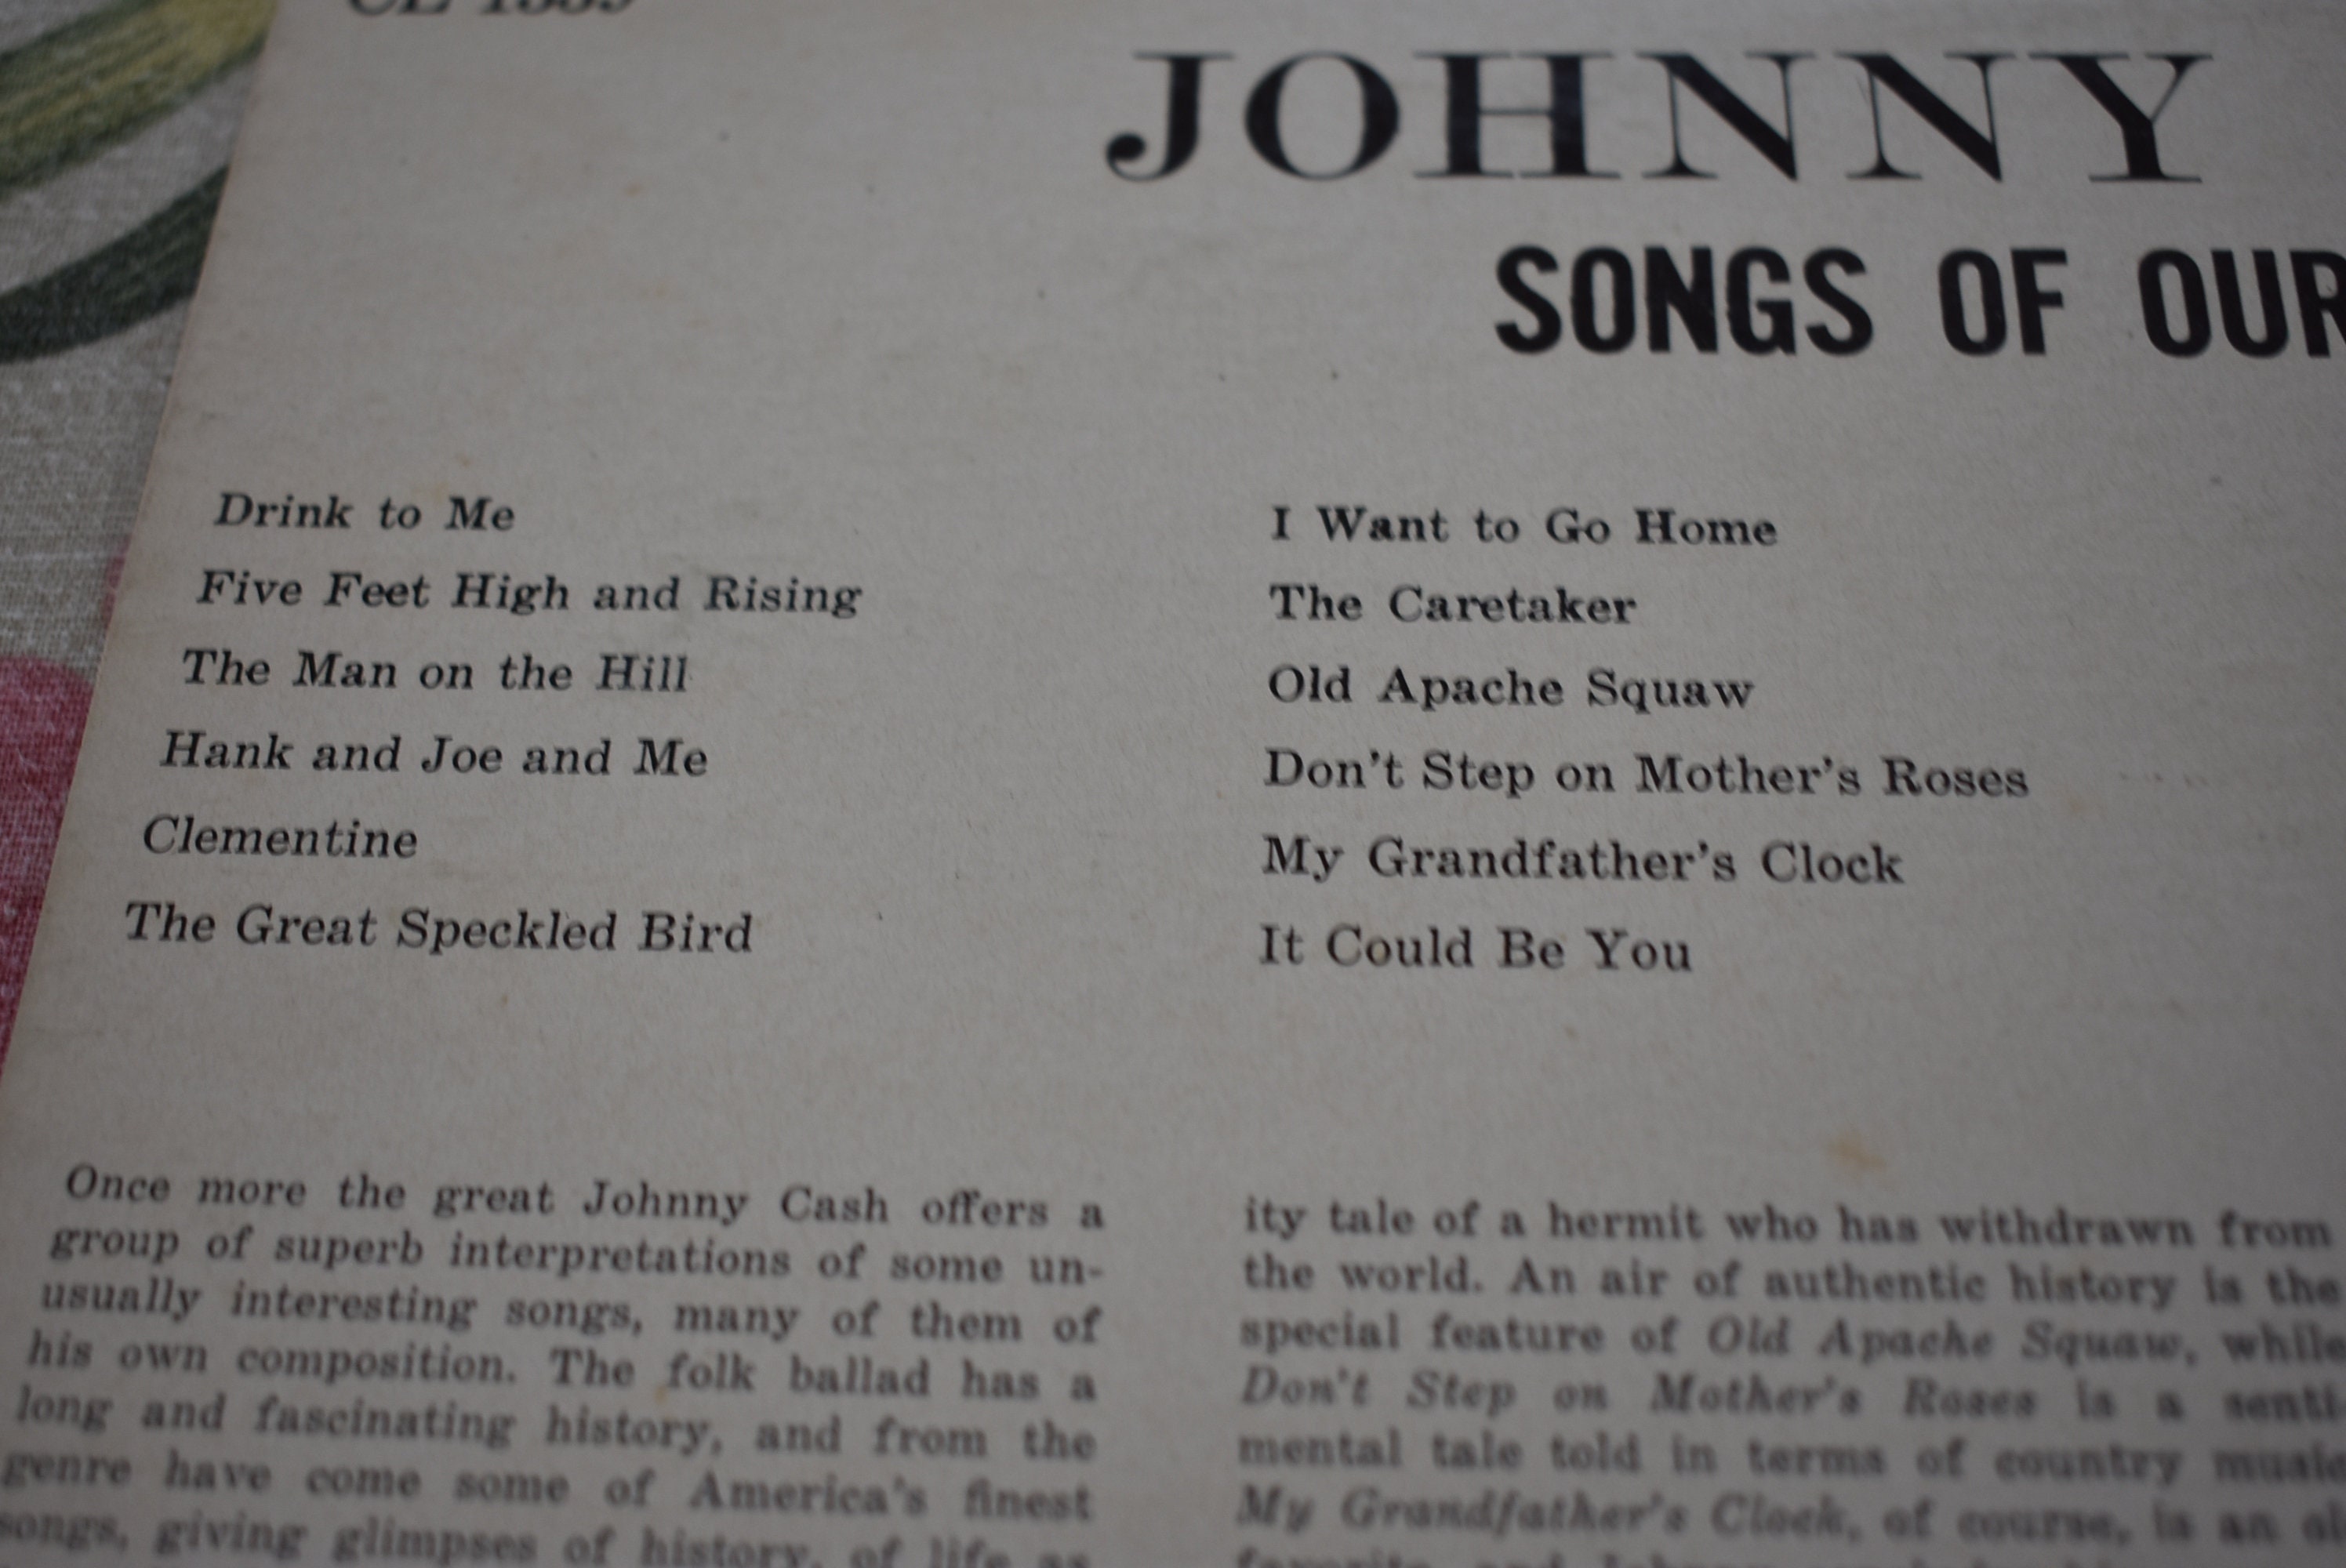 CL 1339
JOHNNY
SONGS OF OUR
Drink to Me
Five Feet High and Rising
The Man on the Hill
Hank and Joe and Me
Clementine
The Great Speckled Bird
I Want to Go Home
The Caretaker
Old Apache Squaw
Don't Step on Mother's Roses
My Grandfather's Clock
It Could Be You
Once more the great Johnny Cash offers a
group of superb interpretations of some un-
usually interesting songs, many of them of
his own composition. The folk ballad has a
long and fascinating history, and from the
genre have come some of America's finest
songs, giving glimpses of history, of life as
ity tale of a hermit who has withdrawn from
the world. An air of authentic history is the
special feature of Old Apache Squaw, while
Don't Step on Mother's Roses is a senti-
mental tale told in terms of country music
My Grandfather's Clock, of course, is an